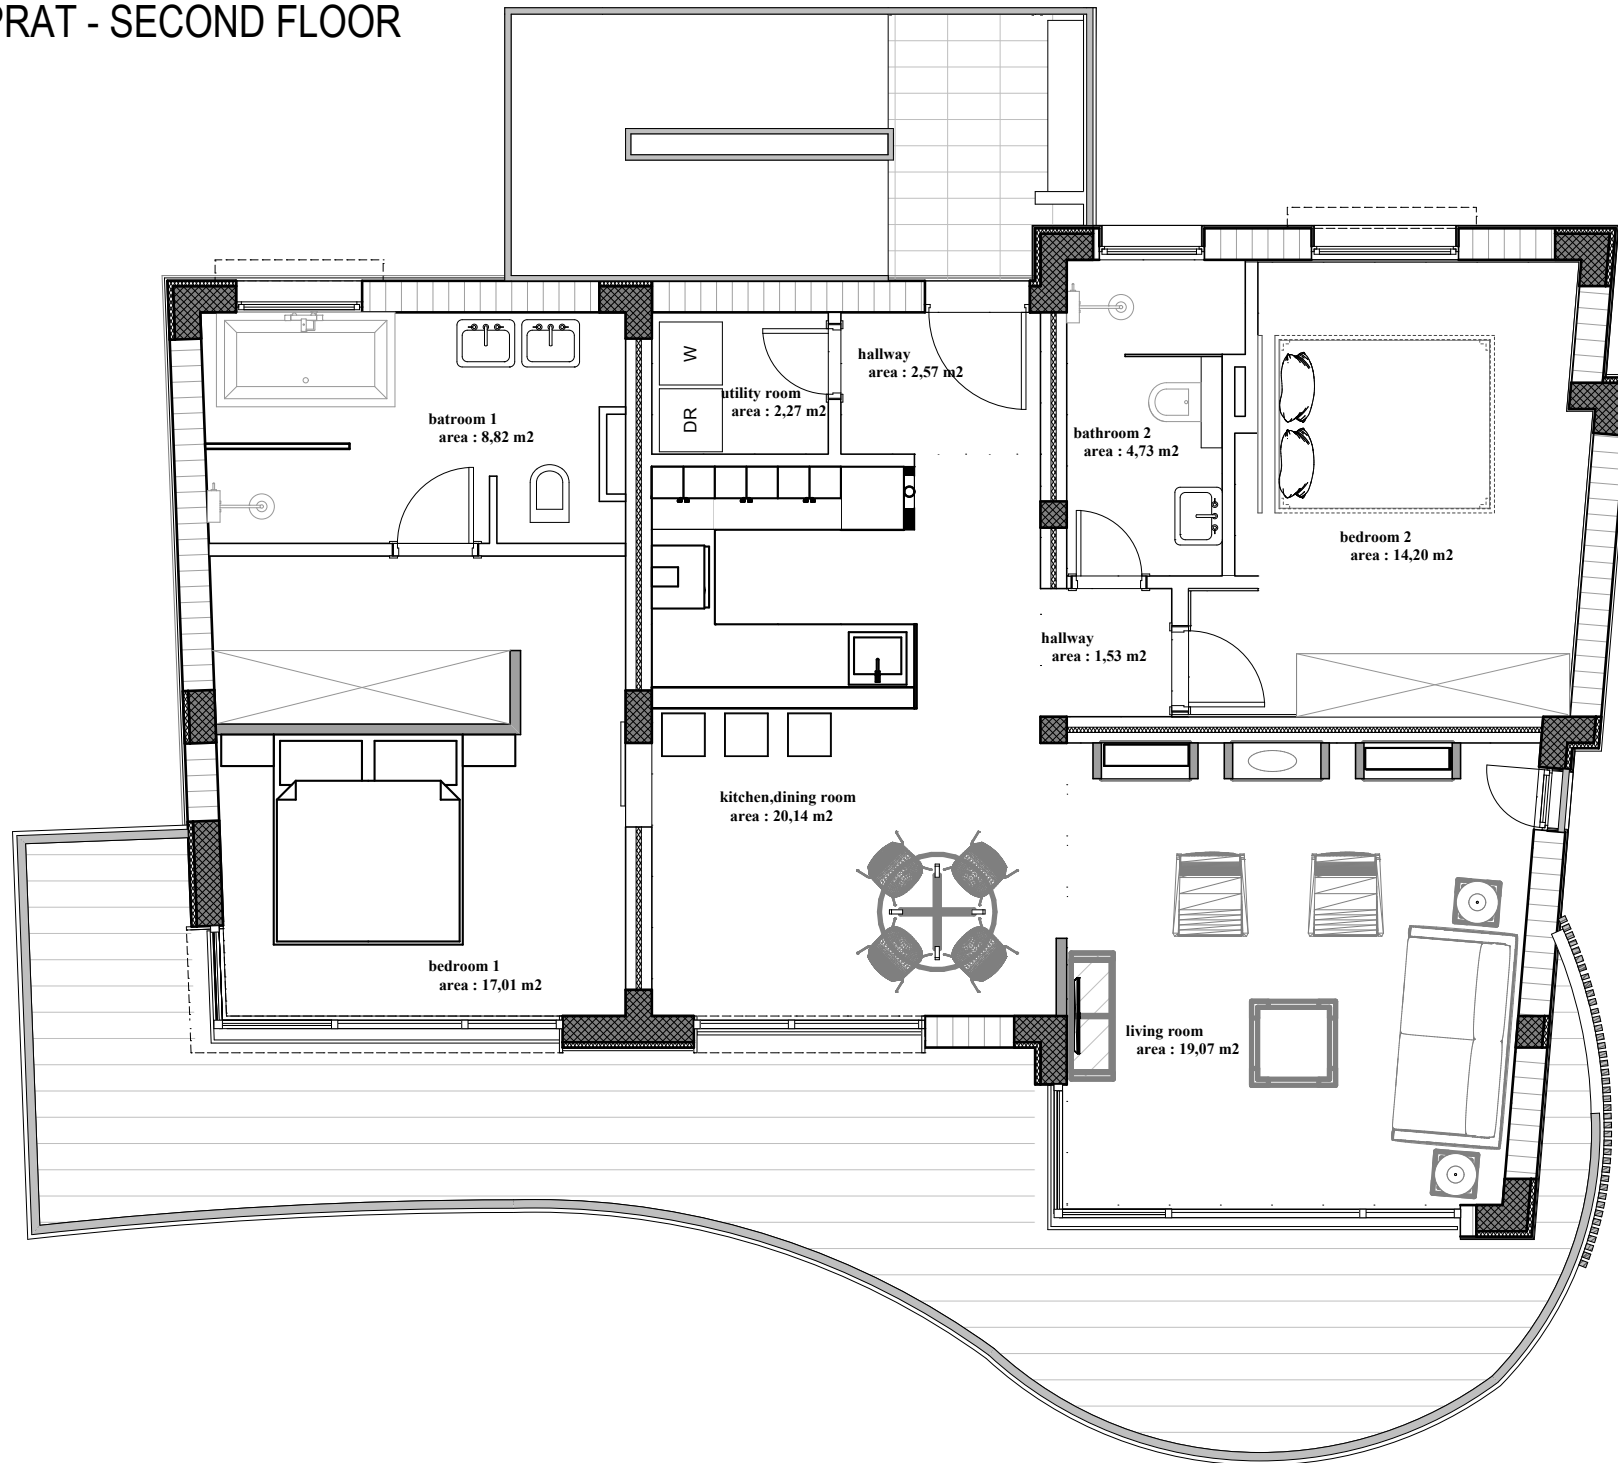 PRAT - SECOND FLOOR
hallway
area : 2,57 m2
W
utility room
area : 2,27 m2
DR
batroom 1
area : 8,82 m2
bathroom 2
area : 4,73 m2
bedroom 2
area : 14,20 m2
hallway
area : 1,53 m2
kitchen,dining room
area : 20,14 m2
bedroom 1
area : 17,01 m2
living room
area : 19,07 m2